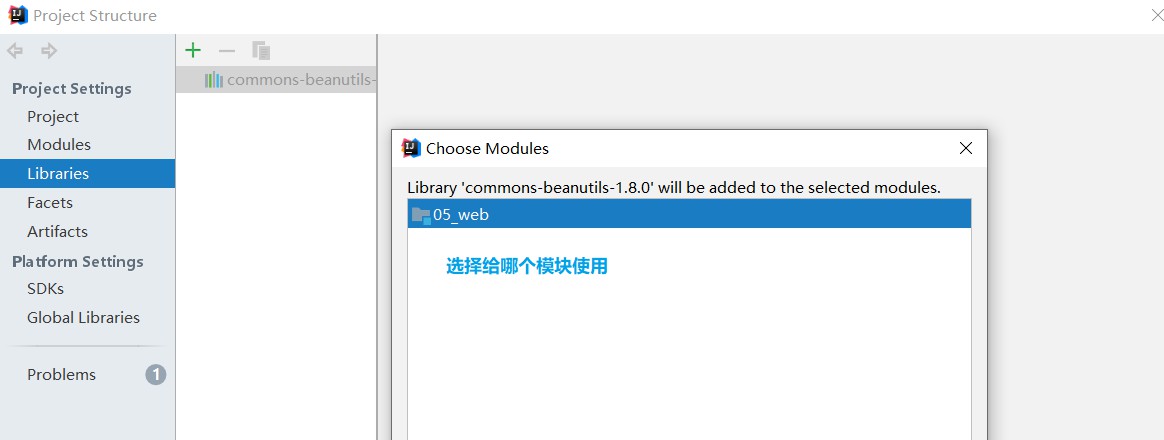 Project Structure
Project Settings
Project
Modules
Libraries
Facets
Artifacts
Platform Settings
SDKs
Global Libraries
Problems
1
commons-beanutils-
Choose Modules
Library 'commons-beanutils-1.8.0' will be added to the selected modules.
05_web
选择给哪个模块使用